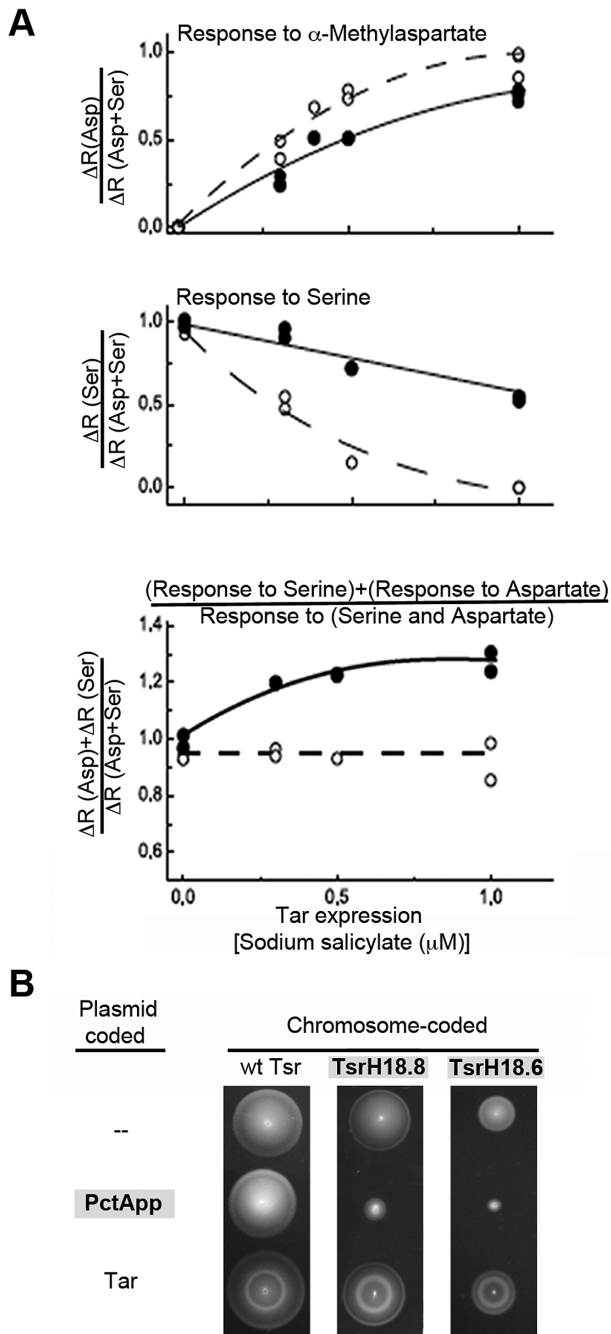 A
Response to α-Methylaspartate
ΔR(Asp)
ΔR (Asp+Ser)
1.0
0.5
0.0
Response to Serine
ΔR (Ser)
ΔR (Asp+Ser)
1.0
0.5
0.0
(Response to Serine)+(Response to Aspartate)
Response to (Serine and Aspartate)
ΔR (Asp)+ΔR (Ser)
ΔR (Asp+Ser)
1.4
1.2
1.0
0.8
0.6
0.0 0.5 1.0
Tar expression
[Sodium salicylate (μM)]
B
Plasmid
coded
Chromosome-coded
wt Tsr TsrH18.8 TsrH18.6
--
PctApp
Tar